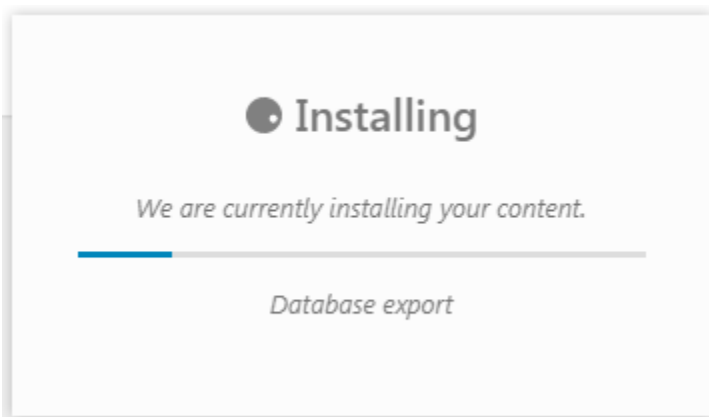 Installing
We are currently installing your content.
Database export